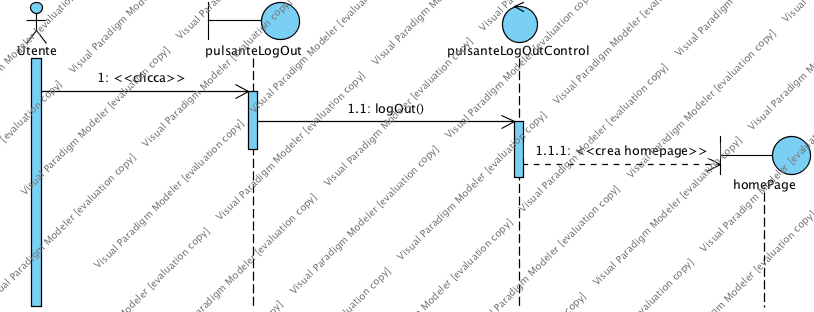 Utente
pulsanteLogOut
pulsanteLogOutControl
1: <<clicca>>
1.1: logOut()
1.1.1: <<crea homepage>>
homePage
Visual Paradigm Modeler [evaluation copy]